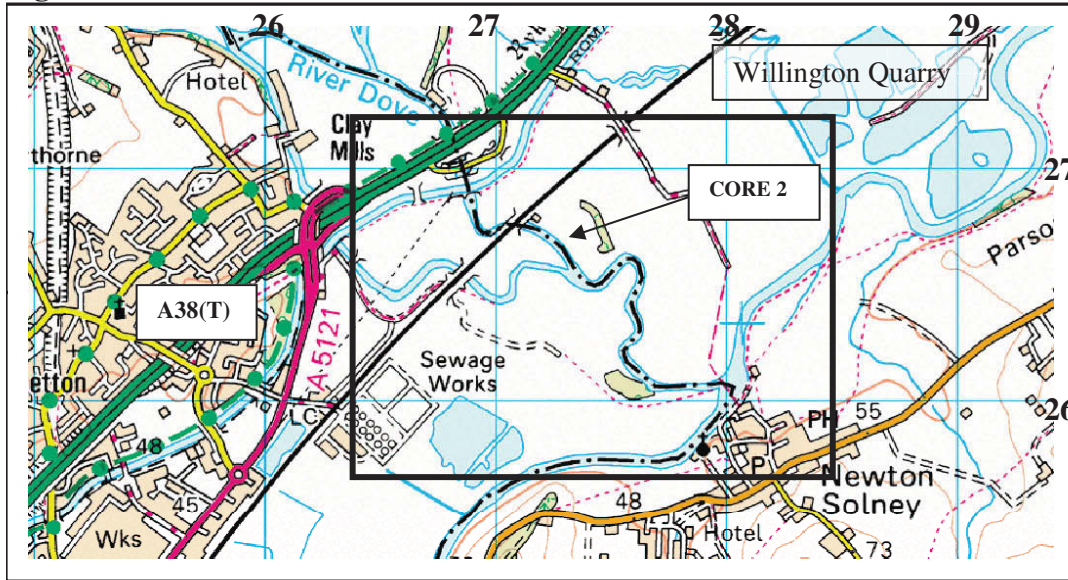 26
27
28
29
Hotel
River Dove
Willington Quarry
Clay
Mills
thorne
27
CORE 2
Parso
A38(T)
A 5121
Sewage
Works
etton
LC
26
PH
55
48
P
Newton
Solney
45
48
Hotel
Wks
73